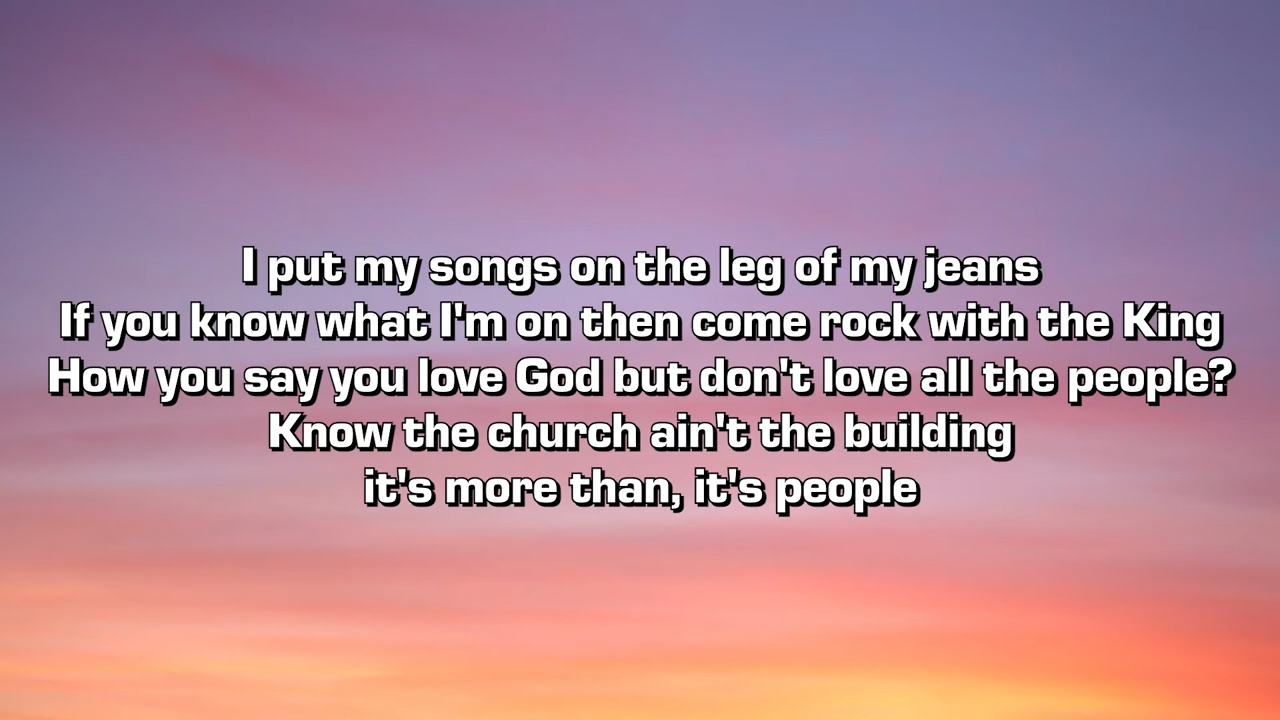 I put my songs on the leg of my jeans
If you know what I'm on then come rock with the King
How you say you love God but don't love all the people?
Know the church ain't the building
it's more than, it's people